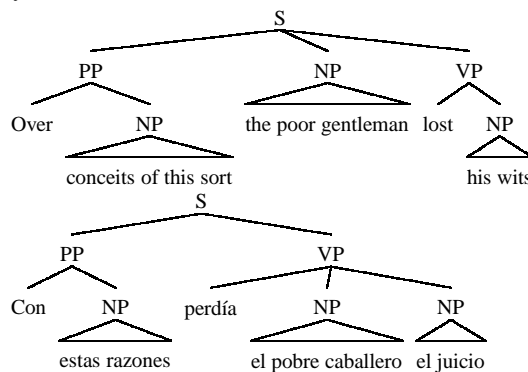 S
PP NP VP
Over NP the poor gentleman lost NP
conceits of this sort his wits
S
PP VP
Con NP perdía NP NP
estas razones el pobre caballero el juicio